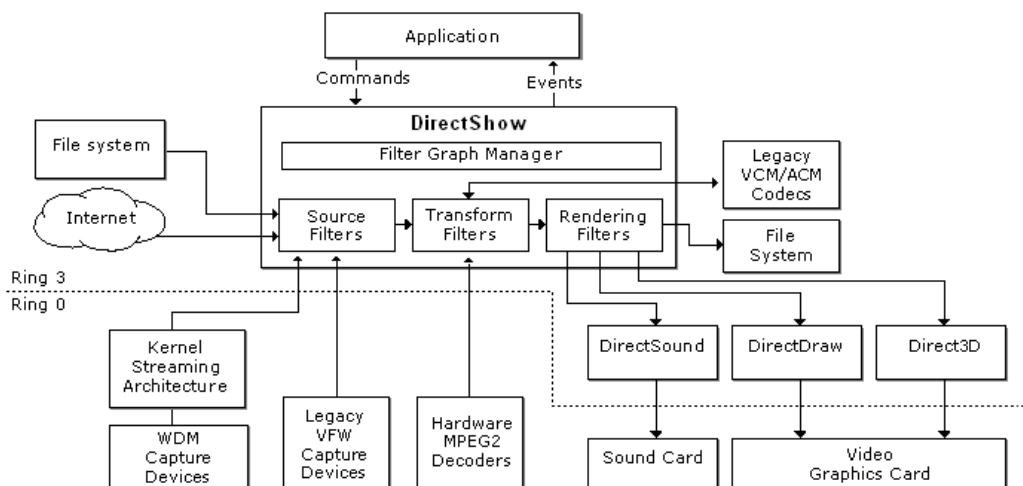 Application
Commands
Events
DirectShow
Filter Graph Manager
File system
Internet
Source
Filters
Transform
Filters
Rendering
Filters
Legacy
VCM/ACM
Codecs
File
System
Ring 3
Ring 0
Kernel
Streaming
Architecture
DirectSound
DirectDraw
Direct3D
WDM
Capture
Devices
Legacy
VFW
Capture
Devices
Hardware
MPEG2
Decoders
Sound Card
Video
Graphics Card